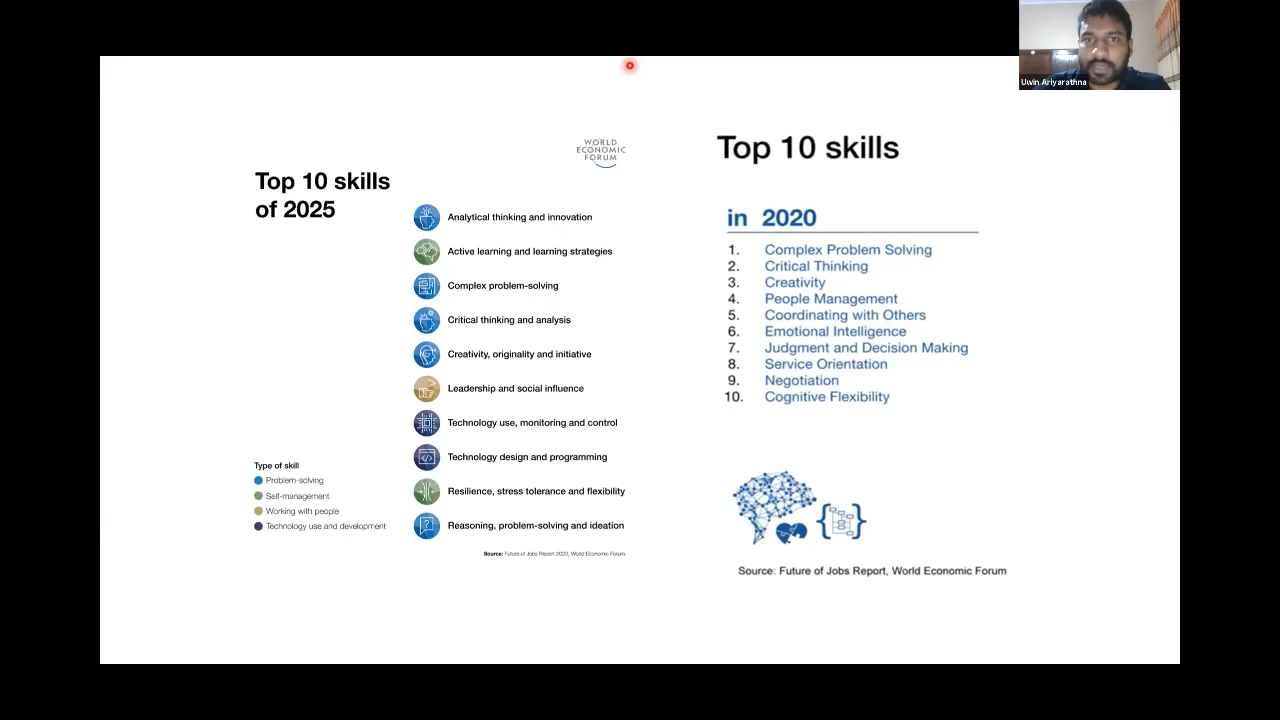 Uwin Ariyarathna
WORLD
ECONOMIC
FORUM
Top 10 skills
of 2025
Analytical thinking and innovation
Active learning and learning strategies
Complex problem-solving
Critical thinking and analysis
Creativity, originality and initiative
Leadership and social influence
Technology use, monitoring and control
Technology design and programming
Resilience, stress tolerance and flexibility
Reasoning, problem-solving and ideation
Type of skill
Problem-solving
Self-management
Working with people
Technology use and development
Source: Future of Jobs Report 2020, World Economic Forum.
Top 10 skills
in 2020
1. Complex Problem Solving
2. Critical Thinking
3. Creativity
4. People Management
5. Coordinating with Others
6. Emotional Intelligence
7. Judgment and Decision Making
8. Service Orientation
9. Negotiation
10. Cognitive Flexibility
Source: Future of Jobs Report, World Economic Forum